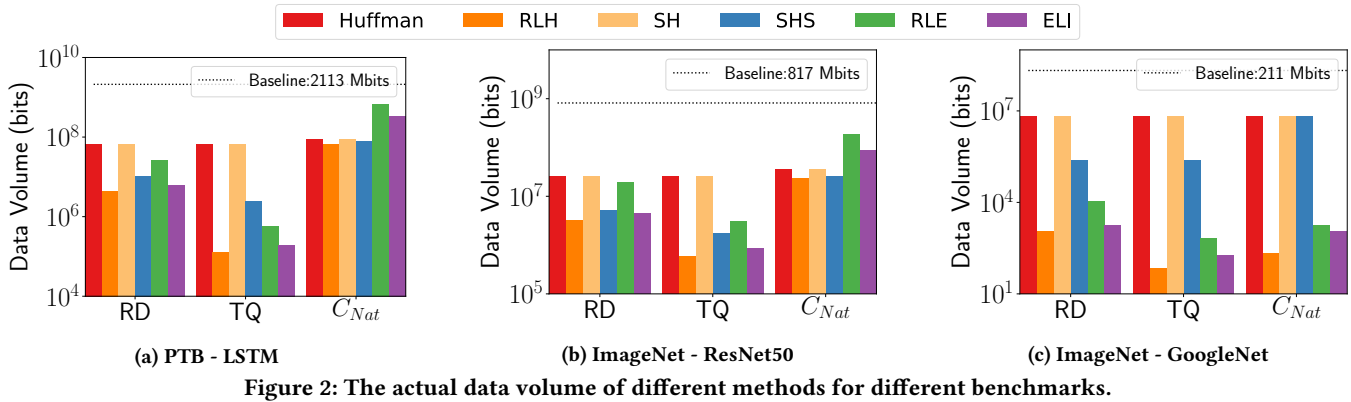 Huffman RLH SH SHS RLE ELI
Data Volume (bits)
10^10
10^8
10^6
10^4
Baseline:2113 Mbits
RD TQ C_Nat
(a) PTB - LSTM
Data Volume (bits)
10^9
10^7
10^5
Baseline:817 Mbits
RD TQ C_Nat
(b) ImageNet - ResNet50
Data Volume (bits)
10^7
10^4
10^1
Baseline:211 Mbits
RD TQ C_Nat
(c) ImageNet - GoogleNet
Figure 2: The actual data volume of different methods for different benchmarks.